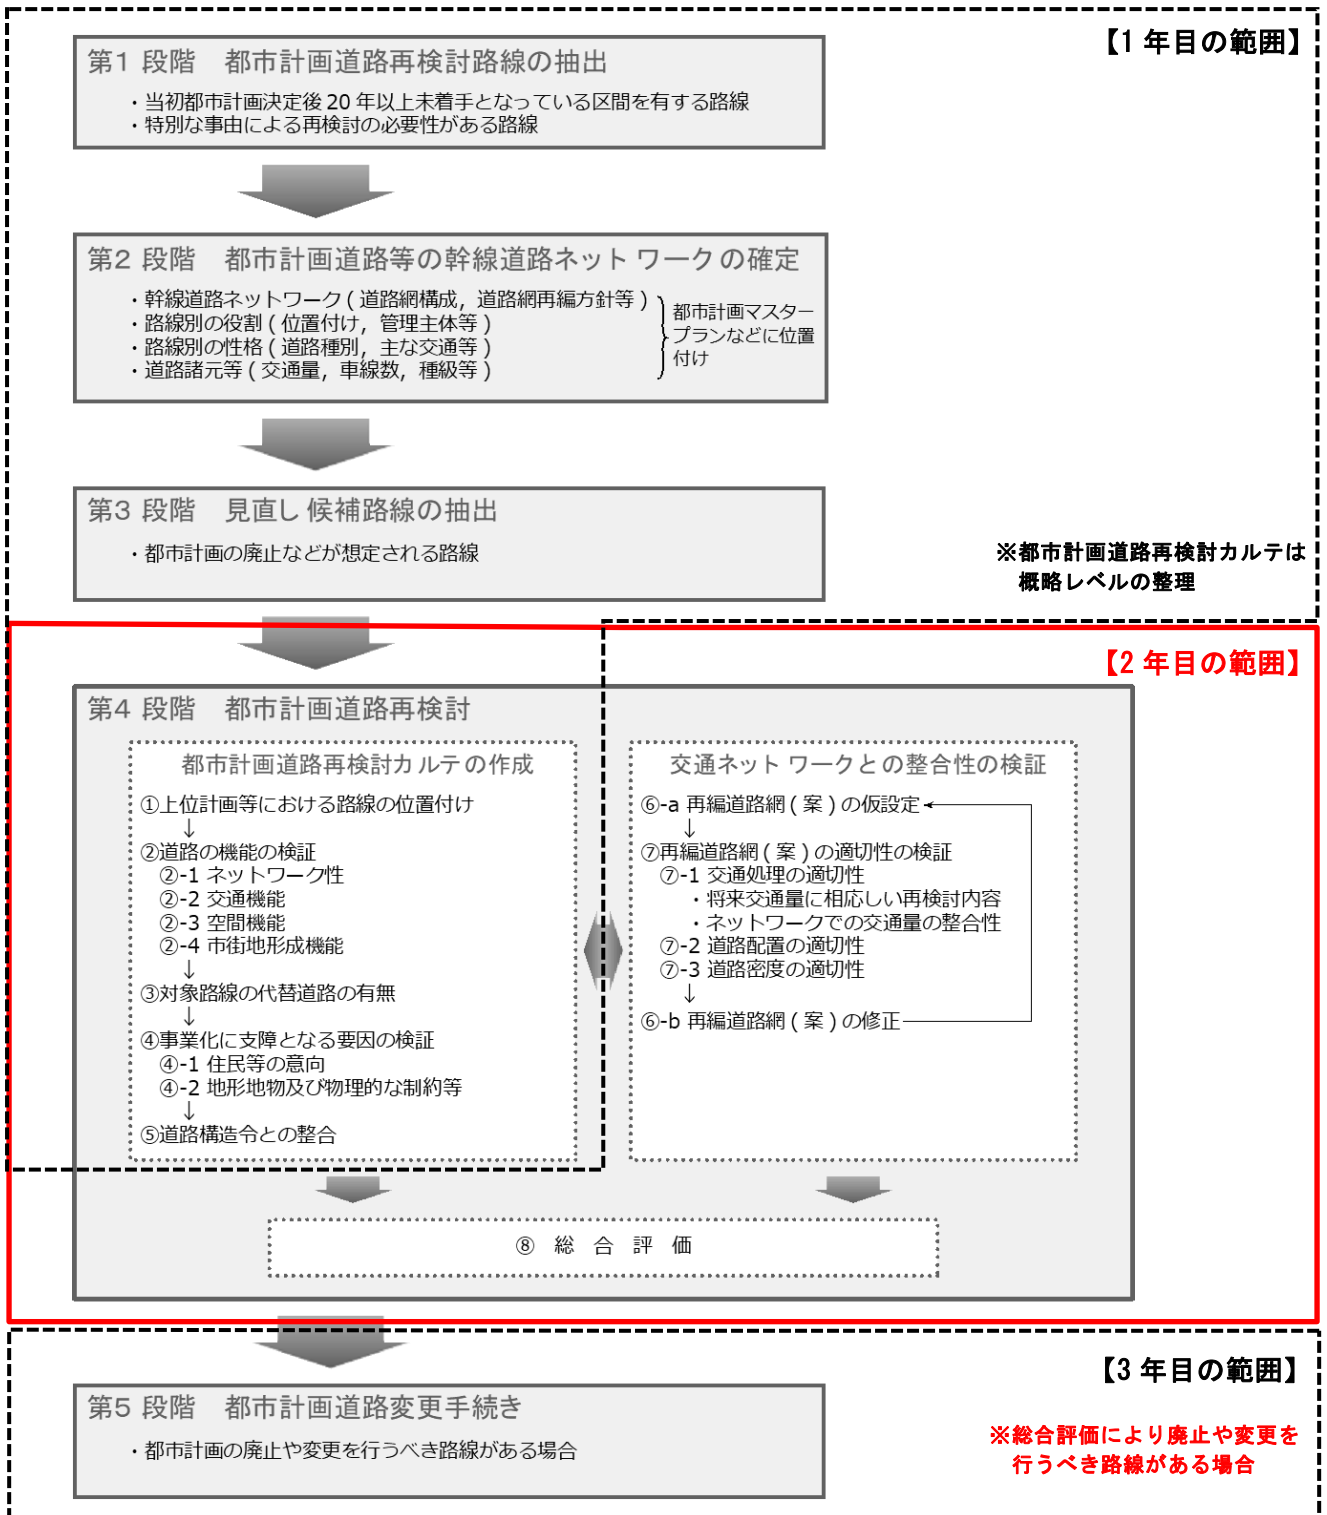 【1年目の範囲】
第1 段階　都市計画道路再検討路線の抽出
・当初都市計画決定後 20 年以上未着手となっている区間を有する路線
・特別な事由による再検討の必要性がある路線
第2 段階　都市計画道路等の幹線道路ネットワークの確定
・幹線道路ネットワーク ( 道路網構成，道路網再編方針等 )
・路線別の役割 ( 位置付け，管理主体等 )
・路線別の性格 ( 道路種別，主な交通等 )
・道路諸元等 ( 交通量，車線数，種級等 )
都市計画マスター
プランなどに位置
付け
第3 段階　見直し候補路線の抽出
・都市計画の廃止などが想定される路線
※都市計画道路再検討カルテは
概略レベルの整理
【2年目の範囲】
第4 段階　都市計画道路再検討
都市計画道路再検討カルテの作成
①上位計画等における路線の位置付け
↓
②道路の機能の検証
②-1 ネットワーク性
②-2 交通機能
②-3 空間機能
②-4 市街地形成機能
↓
③対象路線の代替道路の有無
↓
④事業化に支障となる要因の検証
④-1 住民等の意向
④-2 地形地物及び物理的な制約等
↓
⑤道路構造令との整合
交通ネットワークとの整合性の検証
⑥-a 再編道路網 ( 案 ) の仮設定
↓
⑦再編道路網 ( 案 ) の適切性の検証
⑦-1 交通処理の適切性
・将来交通量に相応しい再検討内容
・ネットワークでの交通量の整合性
⑦-2 道路配置の適切性
⑦-3 道路密度の適切性
↓
⑥-b 再編道路網 ( 案 ) の修正
⑧　総　合　評　価
【3年目の範囲】
第5 段階　都市計画道路変更手続き
・都市計画の廃止や変更を行うべき路線がある場合
※総合評価により廃止や変更を
行うべき路線がある場合